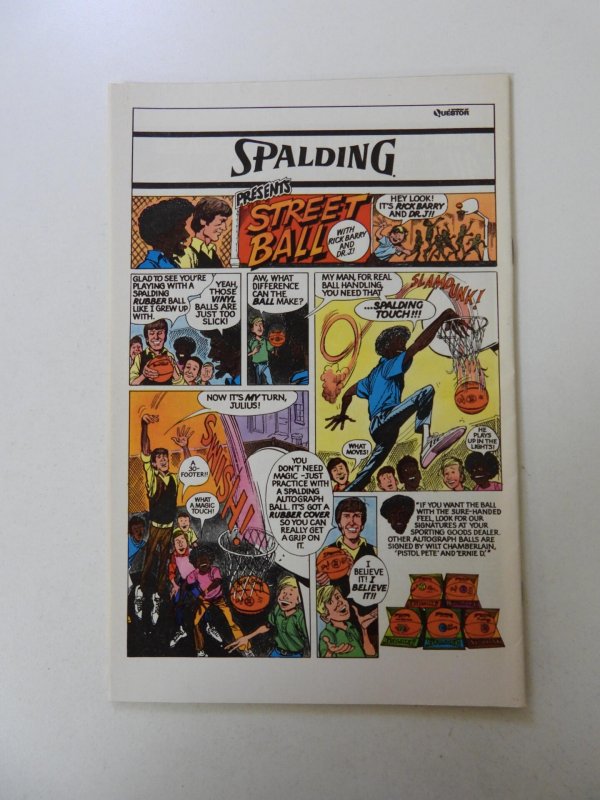 QUESTOR
SPALDING
PRESENTS
STREET
BALL
WITH
RICK BARRY
AND
DR. J!
HEY LOOK!
IT'S RICK BARRY
AND DR. J!!
GLAD TO SEE YOU'RE
PLAYING WITH A
SPALDING
RUBBER BALL
LIKE I GREW UP
WITH.
YEAH,
THOSE
VINYL
BALLS ARE
JUST TOO
SLICK!
AW, WHAT
DIFFERENCE
CAN THE
BALL MAKE?
MY MAN, FOR REAL
BALL HANDLING,
YOU NEED THAT
...SPALDING
TOUCH!!!
SLAM DUNK!
WHAT
MOVES!
HE
PLAYS
UP IN THE
LIGHTS!
NOW IT'S MY TURN,
JULIUS!
A
30-
FOOTER!!
WHAT
A MAGIC
TOUCH!
SWISH!
YOU
DON'T NEED
MAGIC - JUST
PRACTICE WITH
A SPALDING
AUTOGRAPH
BALL. IT'S GOT A
RUBBER COVER
SO YOU CAN
REALLY GET
A GRIP ON
IT.
I
BELIEVE
IT! I
BELIEVE
IT!!
"IF YOU WANT THE BALL
WITH THE SURE-HANDED
FEEL, LOOK FOR OUR
SIGNATURES AT YOUR
SPORTING GOODS DEALER.
OTHER AUTOGRAPH BALLS ARE
SIGNED BY WILT CHAMBERLAIN,
'PISTOL PETE' AND 'ERNIE D.'"